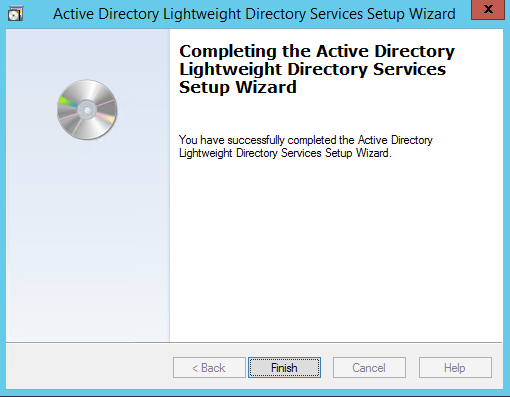 Active Directory Lightweight Directory Services Setup Wizard
x
Completing the Active Directory
Lightweight Directory Services
Setup Wizard
You have successfully completed the Active Directory
Lightweight Directory Services Setup Wizard.
< Back
Finish
Cancel
Help